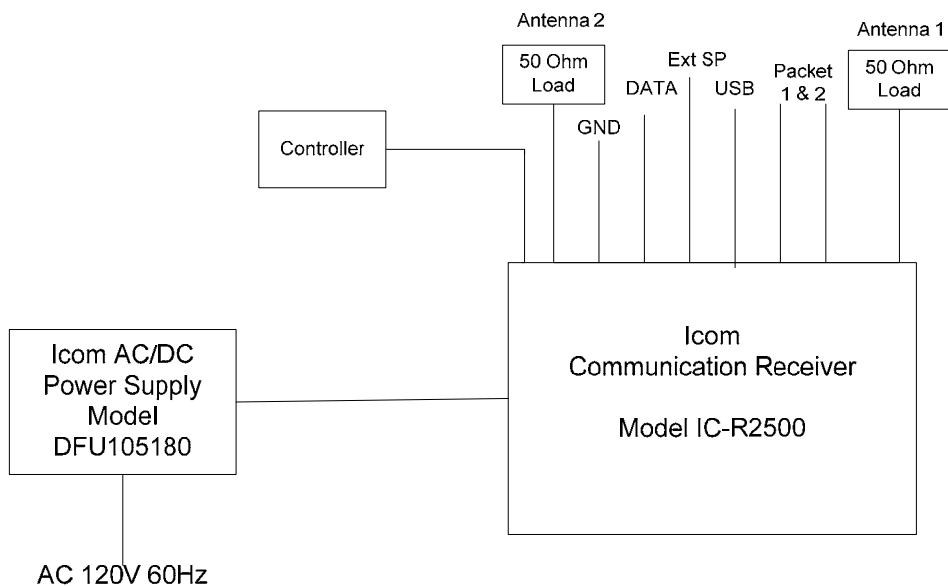 Antenna 2
50 Ohm
Load
GND
DATA
Ext SP
USB
Packet
1 & 2
Antenna 1
50 Ohm
Load
Controller
Icom AC/DC
Power Supply
Model
DFU105180
AC 120V 60Hz
Icom
Communication Receiver
Model IC-R2500